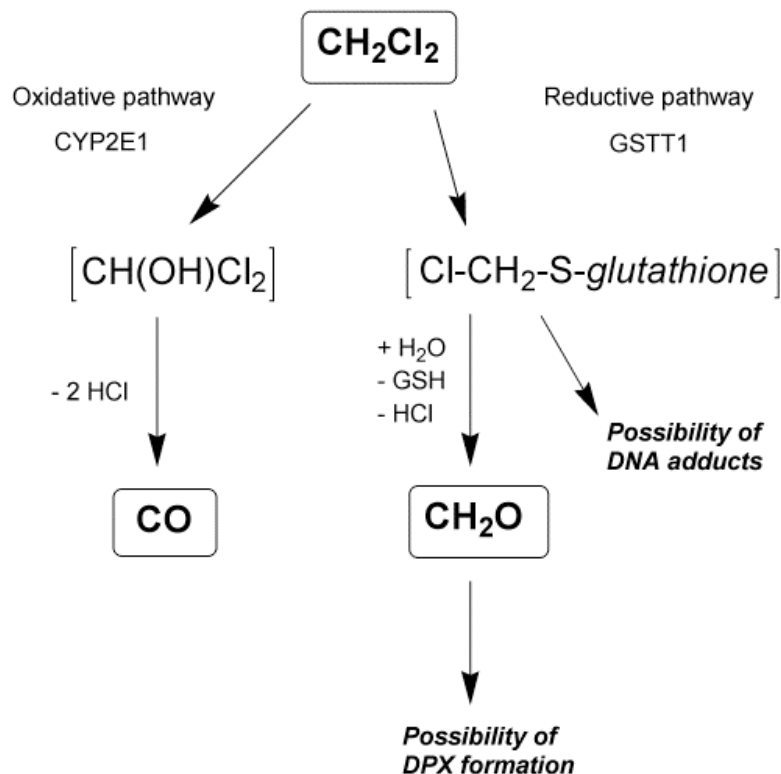 CH₂Cl₂
Oxidative pathway
CYP2E1
Reductive pathway
GSTT1
[CH(OH)Cl₂]
[Cl-CH₂-S-glutathione]
- 2 HCl
+ H₂O
- GSH
- HCl
Possibility of
DNA adducts
CO
CH₂O
Possibility of
DPX formation